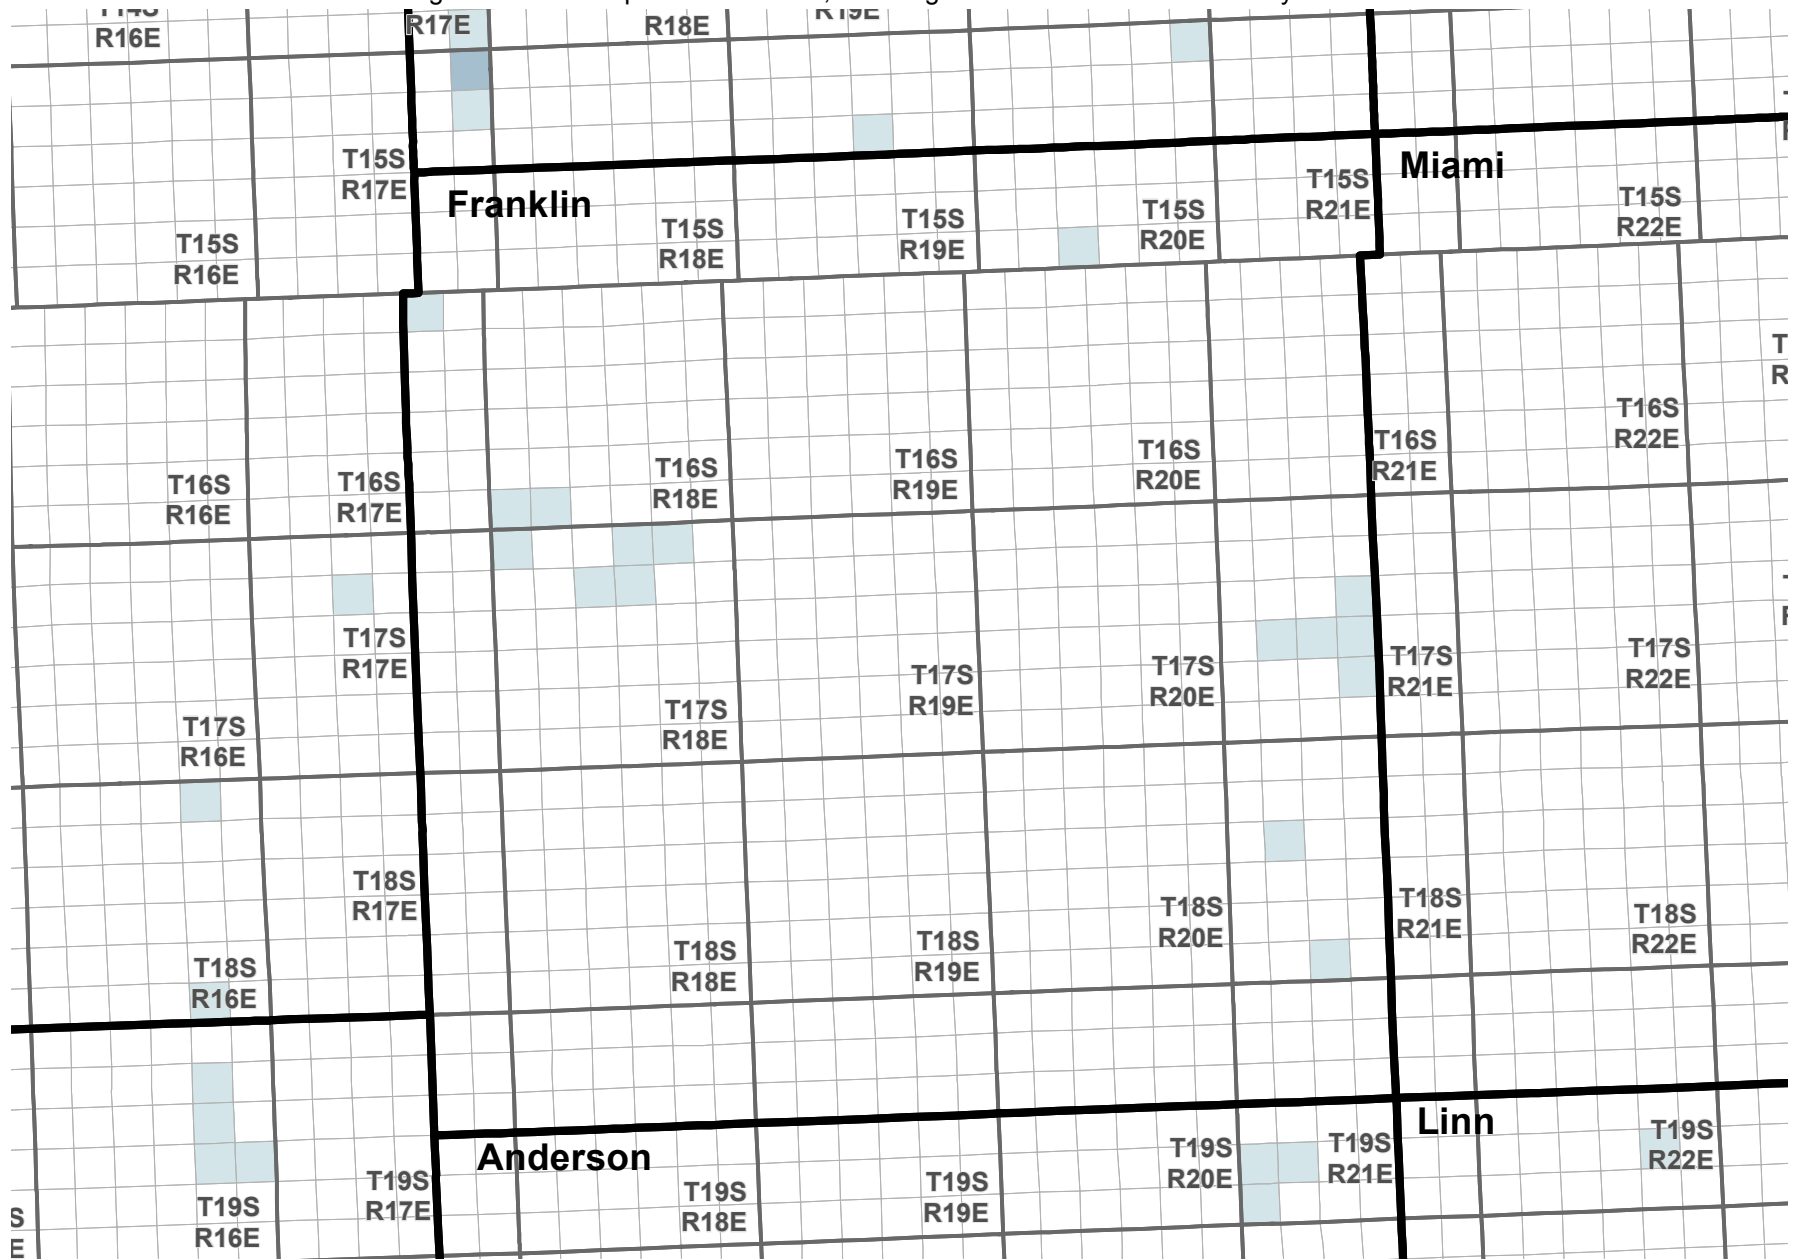 R16E
R17E
R18E
R19E
T15S
R17E
Miami
T15S
R21E
Franklin
T15S
R22E
T15S
R20E
T15S
R19E
T15S
R18E
T15S
R16E
T16S
R22E
T16S
R21E
T16S
R20E
T16S
R19E
T16S
R18E
T16S
R17E
T16S
R16E
T17S
R17E
T17S
R22E
T17S
R21E
T17S
R20E
T17S
R19E
T17S
R18E
T17S
R16E
T18S
R17E
T18S
R21E
T18S
R20E
T18S
R22E
T18S
R19E
T18S
R18E
T18S
R16E
Linn
T19S
R22E
Anderson
T19S
R21E
T19S
R20E
T19S
R19E
T19S
R18E
T19S
R17E
T19S
R16E